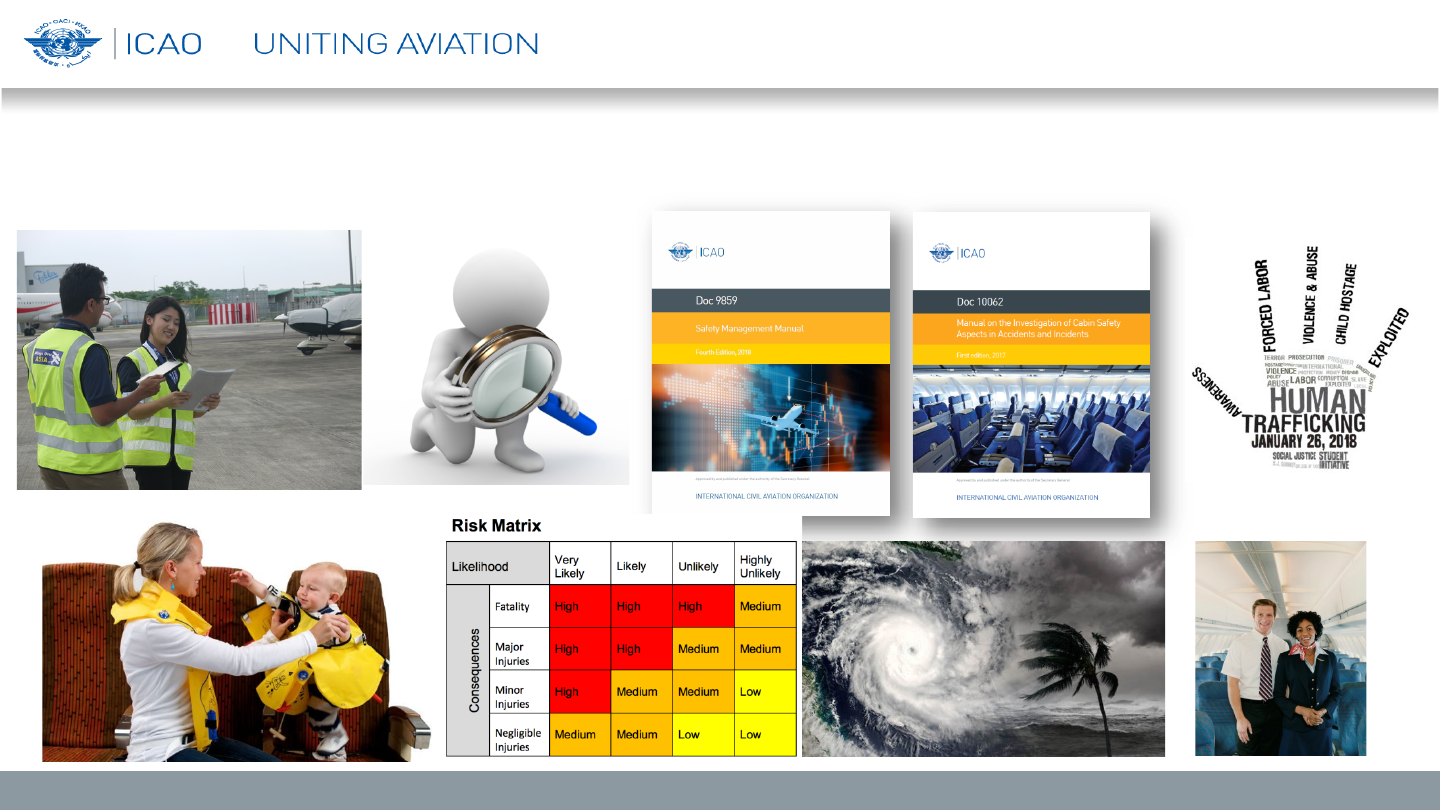 ICAO · OACI · ИКАО
ICAO UNITING AVIATION
ICAO
Doc 9859
Safety Management Manual
Fourth Edition, 2018
Approved by and published under the authority of the Secretary General
INTERNATIONAL CIVIL AVIATION ORGANIZATION
ICAO
Doc 10062
Manual on the Investigation of Cabin Safety
Aspects in Accidents and Incidents
First edition, 2017
Approved by and published under the authority of the Secretary General
INTERNATIONAL CIVIL AVIATION ORGANIZATION
FORCED LABOR
VIOLENCE & ABUSE
CHILD HOSTAGE
EXPLOITED
AWARENESS
TERROR PROSECUTION PRISONER
INTERNATIONAL
VIOLENCE
POLICY
ABUSE LABOR CORRUPTION
EXPLOITED
HUMAN
TRAFFICKING
JANUARY 26, 2018
SOCIAL JUSTICE STUDENT
INITIATIVE
ASIA
Risk Matrix
Likelihood Very Likely Likely Unlikely Highly Unlikely
Consequences
Fatality High High High Medium
Major Injuries High High Medium Medium
Minor Injuries High Medium Medium Low
Negligible Injuries Medium Medium Low Low